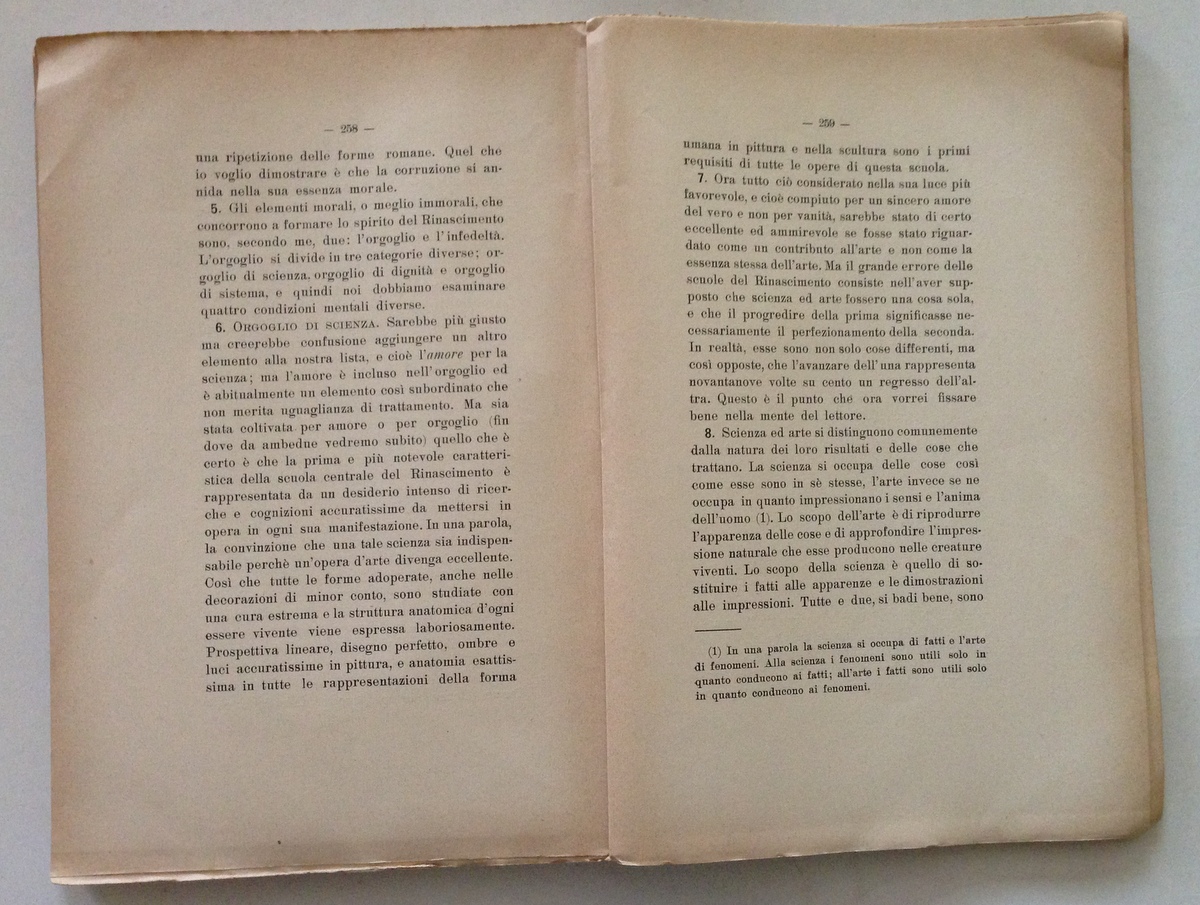 — 258 —
una ripetizione delle forme romane. Quel che
io voglio dimostrare è che la corruzione si an-
nida nella sua essenza morale.
5. Gli elementi morali, o meglio immorali, che
concorrono a formare lo spirito del Rinascimento
sono, secondo me, due: l'orgoglio e l'infedeltà.
L'orgoglio si divide in tre categorie diverse; or-
goglio di scienza, orgoglio di dignità e orgoglio
di sistema, e quindi noi dobbiamo esaminare
quattro condizioni mentali diverse.
6. ORGOGLIO DI SCIENZA. Sarebbe più giusto
ma creerebbe confusione aggiungere un altro
elemento alla nostra lista, e cioè l'amore per la
scienza; ma l'amore è incluso nell'orgoglio ed
è abitualmente un elemento così subordinato che
non merita uguaglianza di trattamento. Ma sia
stata coltivata per amore o per orgoglio (fin
dove da ambedue vedremo subito) quello che è
certo è che la prima e più notevole caratteri-
stica della scuola centrale del Rinascimento è
rappresentata da un desiderio intenso di ricer-
che e cognizioni accuratissime da mettersi in
opera in ogni sua manifestazione. In una parola,
la convinzione che una tale scienza sia indispen-
sabile perchè un'opera d'arte divenga eccellente.
Così che tutte le forme adoperate, anche nelle
decorazioni di minor conto, sono studiate con
una cura estrema e la struttura anatomica d'ogni
essere vivente viene espressa laboriosamente.
Prospettiva lineare, disegno perfetto, ombre e
luci accuratissime in pittura, e anatomia esattis-
sima in tutte le rappresentazioni della forma
— 259 —
umana in pittura e nella scultura sono i primi
requisiti di tutte le opere di questa scuola.
7. Ora tutto ciò considerato nella sua luce più
favorevole, e cioè compiuto per un sincero amore
del vero e non per vanità, sarebbe stato di certo
eccellente ed ammirevole se fosse stato riguar-
dato come un contributo all'arte e non come la
essenza stessa dell'arte. Ma il grande errore delle
scuole del Rinascimento consiste nell'aver sup-
posto che scienza ed arte fossero una cosa sola,
e che il progredire della prima significasse ne-
cessariamente il perfezionamento della seconda.
In realtà, esse sono non solo cose differenti, ma
così opposte, che l'avanzare dell'una rappresenta
novantanove volte su cento un regresso dell'al-
tra. Questo è il punto che ora vorrei fissare
bene nella mente del lettore.
8. Scienza ed arte si distinguono comunemente
dalla natura dei loro risultati e delle cose che
trattano. La scienza si occupa delle cose così
come esse sono in sè stesse, l'arte invece se ne
occupa in quanto impressionano i sensi e l'anima
dell'uomo (1). Lo scopo dell'arte è di riprodurre
l'apparenza delle cose e di approfondire l'impres-
sione naturale che esse producono nelle creature
viventi. Lo scopo della scienza è quello di so-
stituire i fatti alle apparenze e le dimostrazioni
alle impressioni. Tutte e due, si badi bene, sono
(1) In una parola la scienza si occupa di fatti e l'arte
di fenomeni. Alla scienza i fenomeni sono utili solo in
quanto conducono ai fatti; all'arte i fatti sono utili solo
in quanto conducono ai fenomeni.